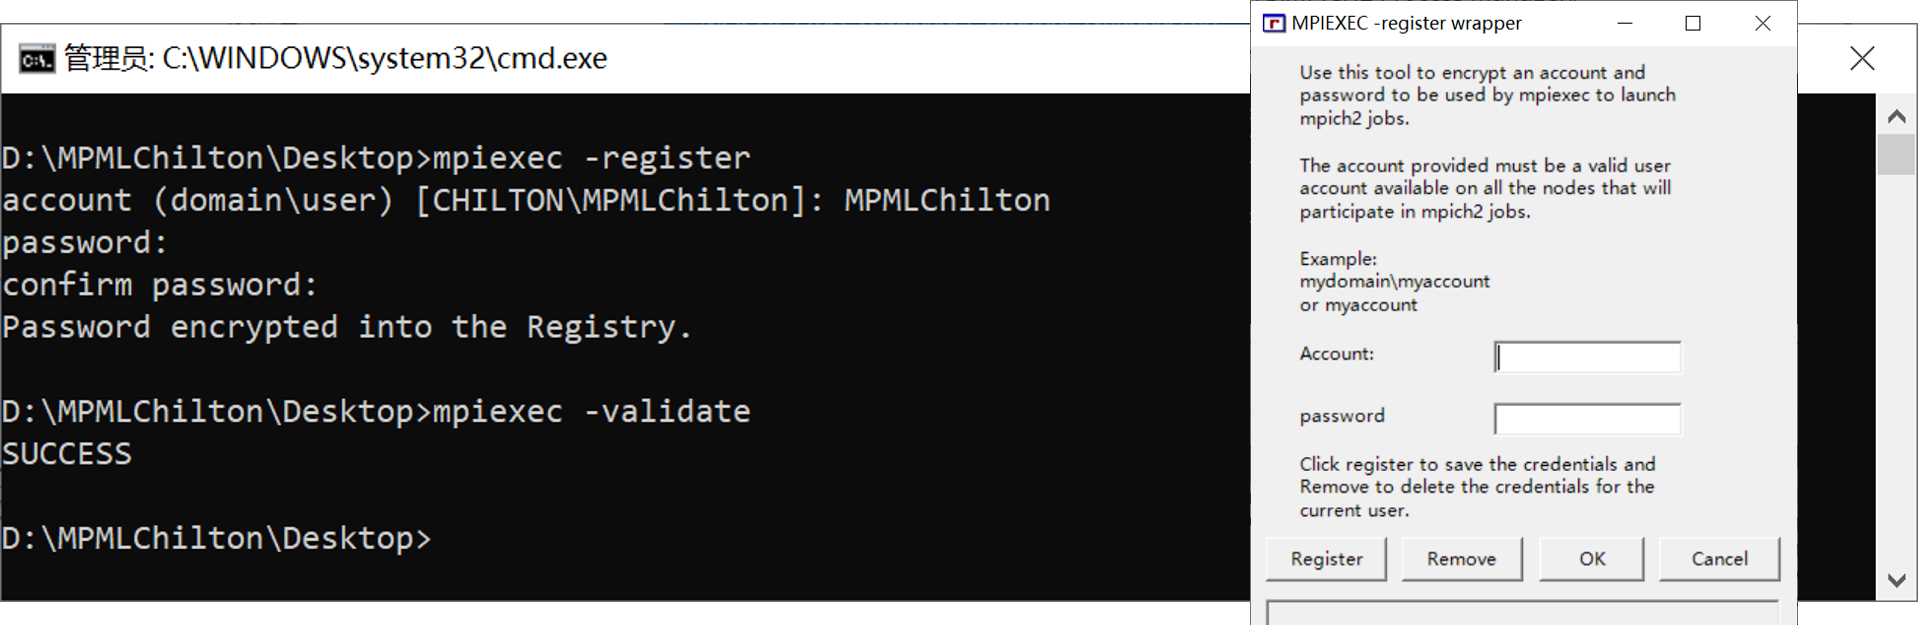 管理员: C:\WINDOWS\system32\cmd.exe
D:\MPMLChilton\Desktop>mpiexec -register
account (domain\user) [CHILTON\MPMLChilton]: MPMLChilton
password:
confirm password:
Password encrypted into the Registry.
D:\MPMLChilton\Desktop>mpiexec -validate
SUCCESS
D:\MPMLChilton\Desktop>
MPIEXEC -register wrapper
Use this tool to encrypt an account and
password to be used by mpiexec to launch
mpich2 jobs.
The account provided must be a valid user
account available on all the nodes that will
participate in mpich2 jobs.
Example:
mydomain\myaccount
or myaccount
Account:
password
Click register to save the credentials and
Remove to delete the credentials for the
current user.
Register Remove OK Cancel